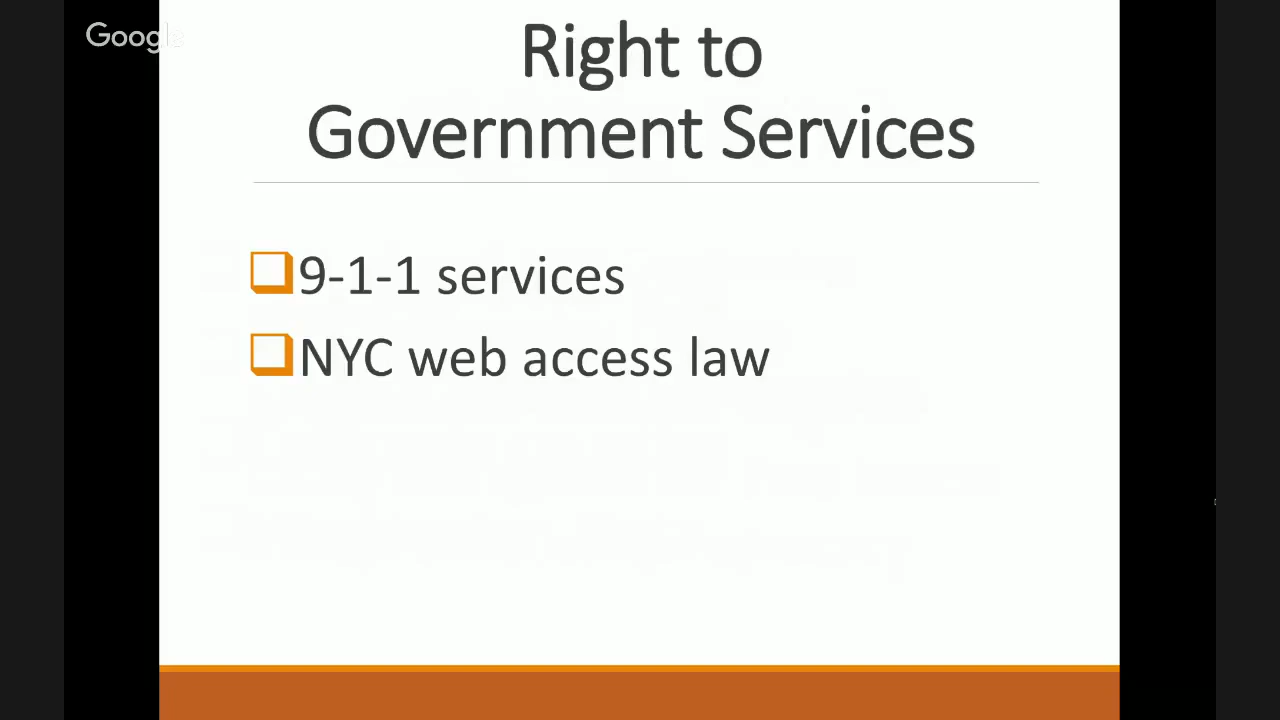 Google
Right to
Government Services
9-1-1 services
NYC web access law